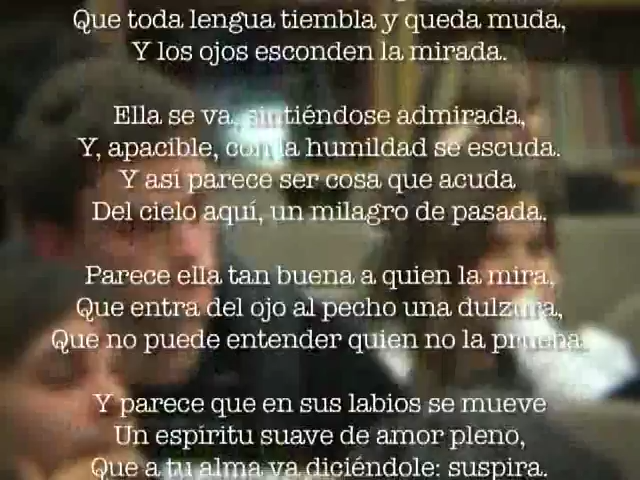 Que toda lengua tiembla y queda muda,
Y los ojos esconden la mirada.
Ella se va, sintiéndose admirada,
Y, apacible, con la humildad se escuda.
Y así parece ser cosa que acuda
Del cielo aquí, un milagro de pasada.
Parece ella tan buena a quien la mira,
Que entra del ojo al pecho una dulzura,
Que no puede entender quien no la prueba.
Y parece que en sus labios se mueve
Un espíritu suave de amor pleno,
Que a tu alma va diciéndole: suspira.